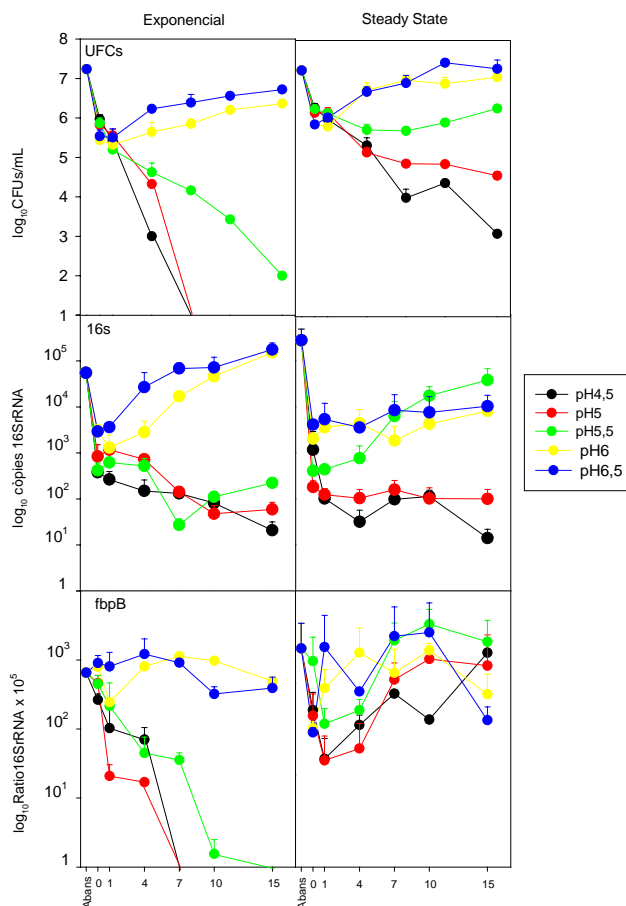 Exponencial
Steady State
UFCs
8
7
6
5
4
3
2
1
log10CFUs/mL
16s
10^5
10^4
10^3
10^2
10^1
1
log10 còpies 16SrRNA
fbpB
10^3
10^2
10^1
1
log10Ratio16SrRNA x 10^5
Abans 0 1 4 7 10 15
Abans 0 1 4 7 10 15
pH4,5
pH5
pH5,5
pH6
pH6,5